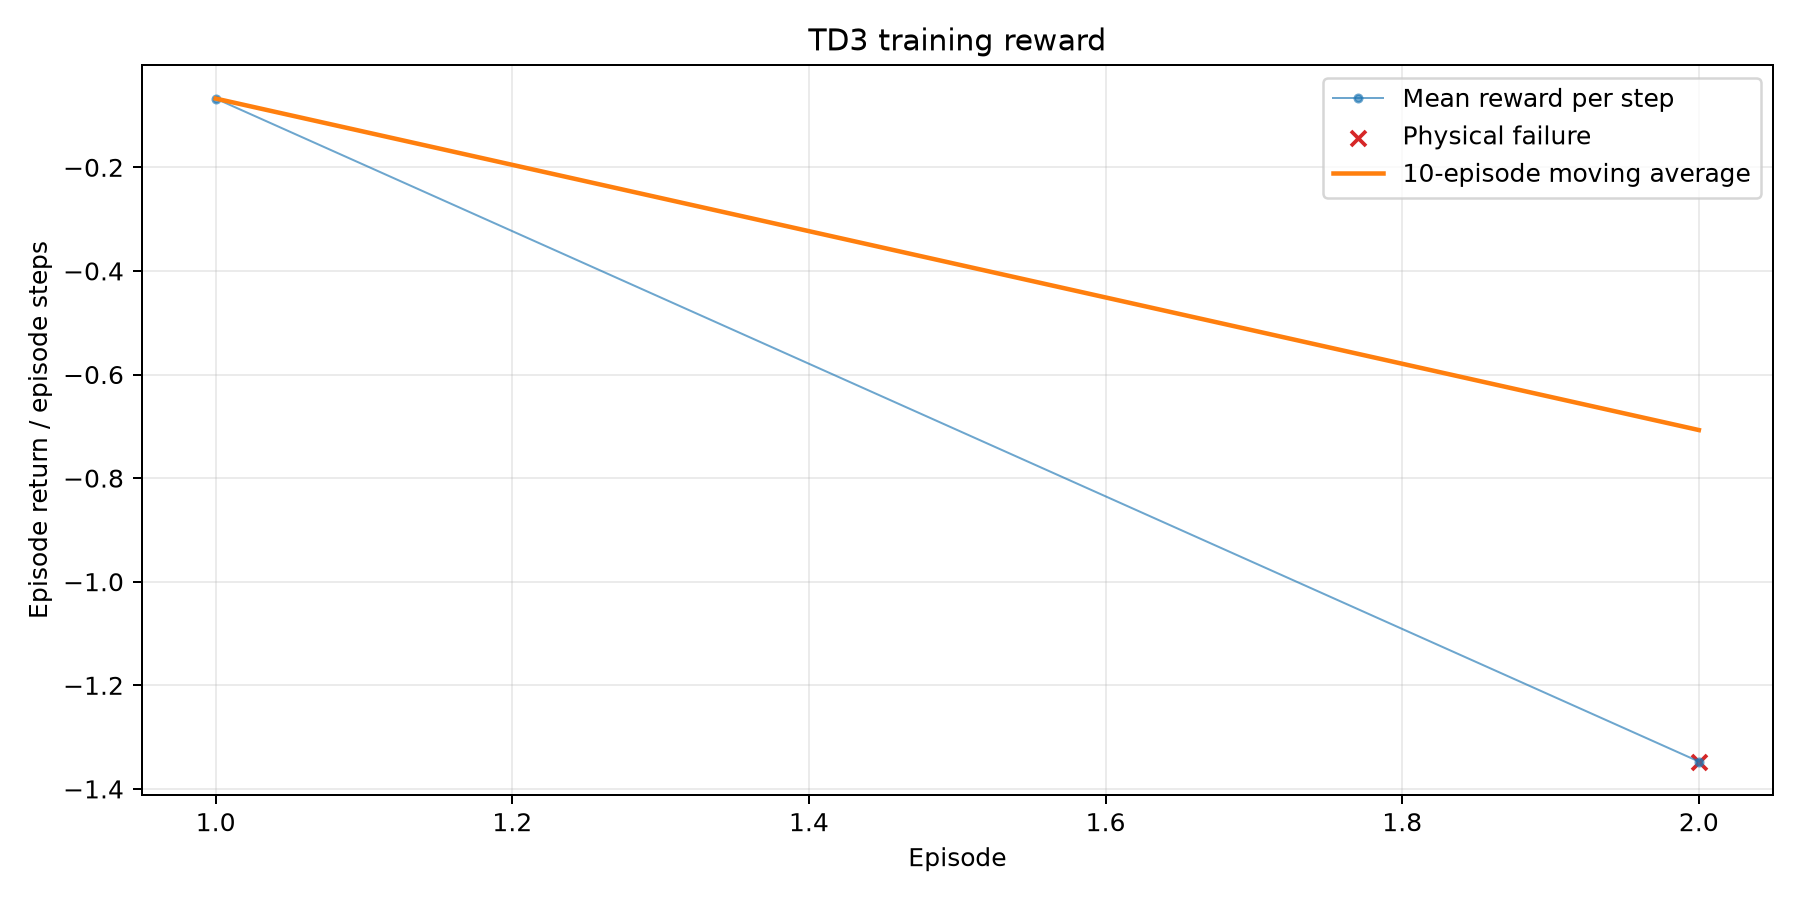 TD3 training reward
Mean reward per step
Physical failure
10-episode moving average
Episode return / episode steps
−0.2
−0.4
−0.6
−0.8
−1.0
−1.2
−1.4
1.0 1.2 1.4 1.6 1.8 2.0
Episode